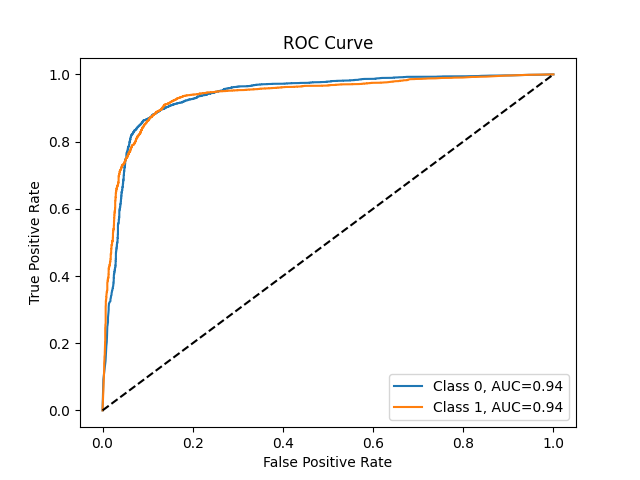 ROC Curve
1.0
0.8
0.6
0.4
0.2
0.0
True Positive Rate
Class 0, AUC=0.94
Class 1, AUC=0.94
0.0 0.2 0.4 0.6 0.8 1.0
False Positive Rate